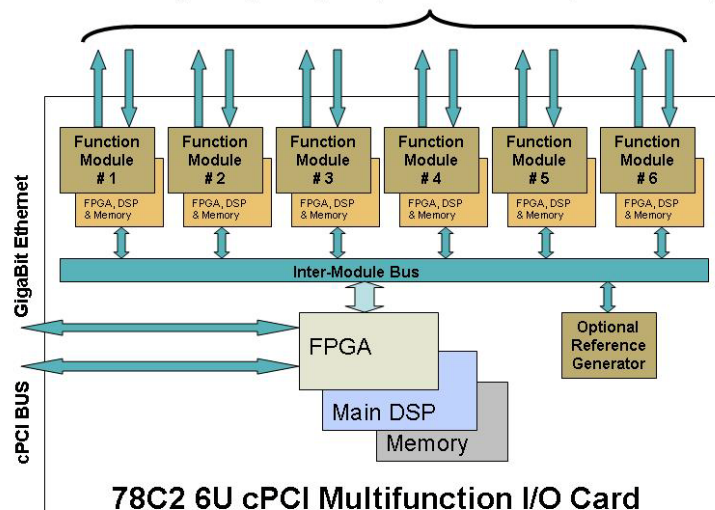 Function
Module
# 1
Function
Module
# 2
Function
Module
# 3
Function
Module
# 4
Function
Module
#5
Function
Module
# 6
FPGA, DSP
& Memory
FPGA, DSP
& Memory
FPGA, DSP
& Memory
FPGA, DSP
& Memory
FPGA, DSP
& Memory
FPGA, DSP
& Memory
GigaBit Ethernet
Inter-Module Bus
FPGA
Optional
Reference
Generator
cPCI BUS
Main DSP
Memory
78C2 6U cPCI Multifunction I/O Card